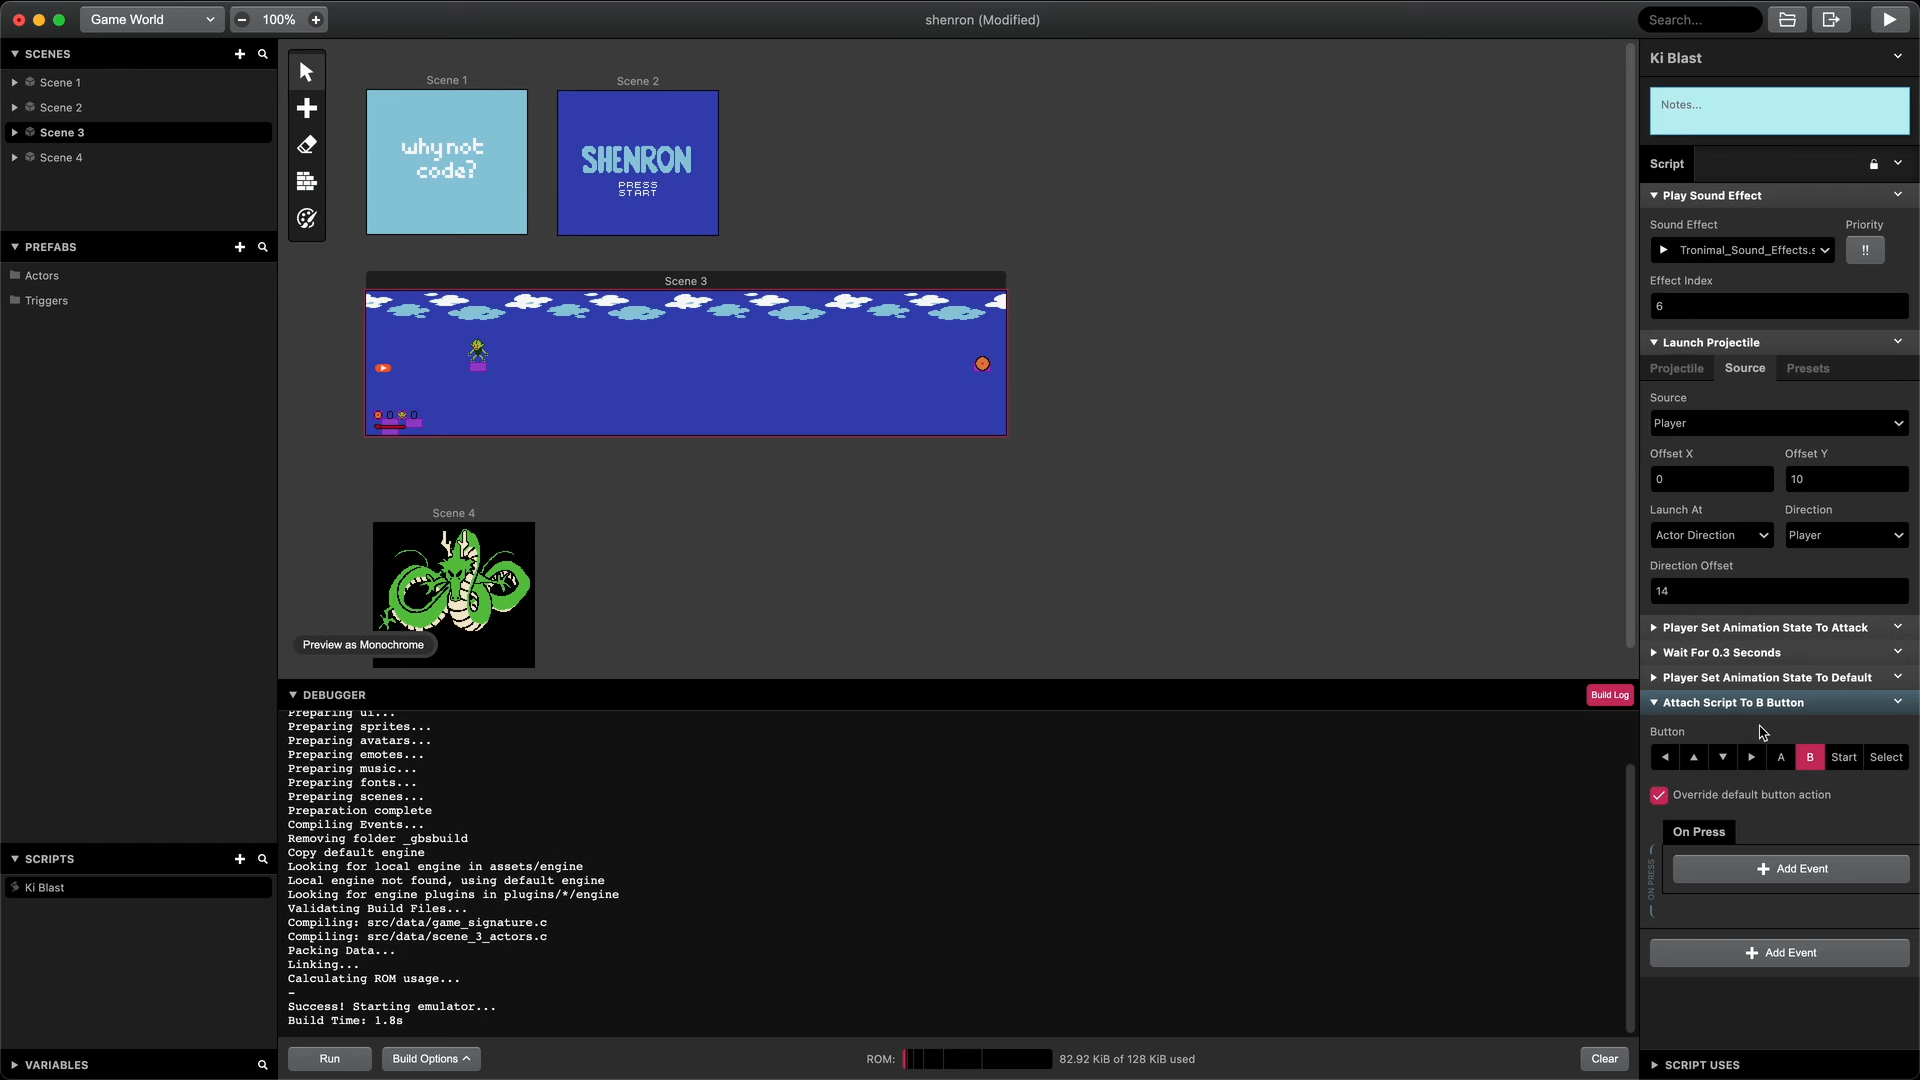 Game World
100%
shenron (Modified)
Search...
SCENES
Scene 1
Scene 2
Scene 3
Scene 4
PREFABS
Actors
Triggers
SCRIPTS
Ki Blast
VARIABLES
Scene 1
why not
code?
Scene 2
SHENRON
PRESS
START
Scene 3
Scene 4
Preview as Monochrome
DEBUGGER
Build Log
Preparing ui...
Preparing sprites...
Preparing avatars...
Preparing emotes...
Preparing music...
Preparing fonts...
Preparing scenes...
Preparation complete
Compiling Events...
Removing folder _gbsbuild
Copy default engine
Looking for local engine in assets/engine
Local engine not found, using default engine
Looking for engine plugins in plugins/*/engine
Validating Build Files...
Compiling: src/data/game_signature.c
Compiling: src/data/scene_3_actors.c
Packing Data...
Linking...
Calculating ROM usage...
-
Success! Starting emulator...
Build Time: 1.8s
Run
Build Options
ROM:
82.92 KiB of 128 KiB used
Clear
Ki Blast
Notes...
Script
Play Sound Effect
Sound Effect
Priority
Tronimal_Sound_Effects.s
!!
Effect Index
6
Launch Projectile
Projectile
Source
Presets
Source
Player
Offset X
Offset Y
0
10
Launch At
Direction
Actor Direction
Player
Direction Offset
14
Player Set Animation State To Attack
Wait For 0.3 Seconds
Player Set Animation State To Default
Attach Script To B Button
Button
A
B
Start
Select
Override default button action
On Press
ON PRESS
Add Event
Add Event
SCRIPT USES